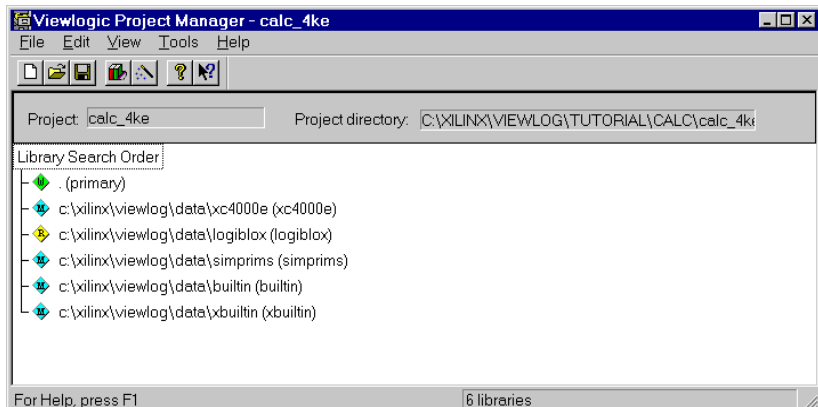 Viewlogic Project Manager - calc_4ke
File Edit View Tools Help
Project: calc_4ke Project directory: C:\XILINX\VIEWLOG\TUTORIAL\CALC\calc_4ke
Library Search Order
W . (primary)
M c:\xilinx\viewlog\data\xc4000e (xc4000e)
R c:\xilinx\viewlog\data\logiblox (logiblox)
M c:\xilinx\viewlog\data\simprims (simprims)
M c:\xilinx\viewlog\data\builtin (builtin)
M c:\xilinx\viewlog\data\xbuiltin (xbuiltin)
For Help, press F1 6 libraries